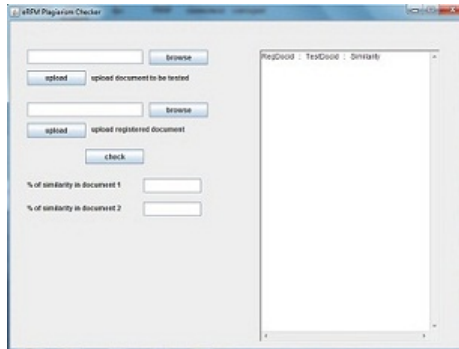 eRFM Plagiarism Checker
browse
upload upload document to be tested
browse
upload upload registered document
check
% of similarity in document 1
% of similarity in document 2
RegDocid : TestDocid : Similarity